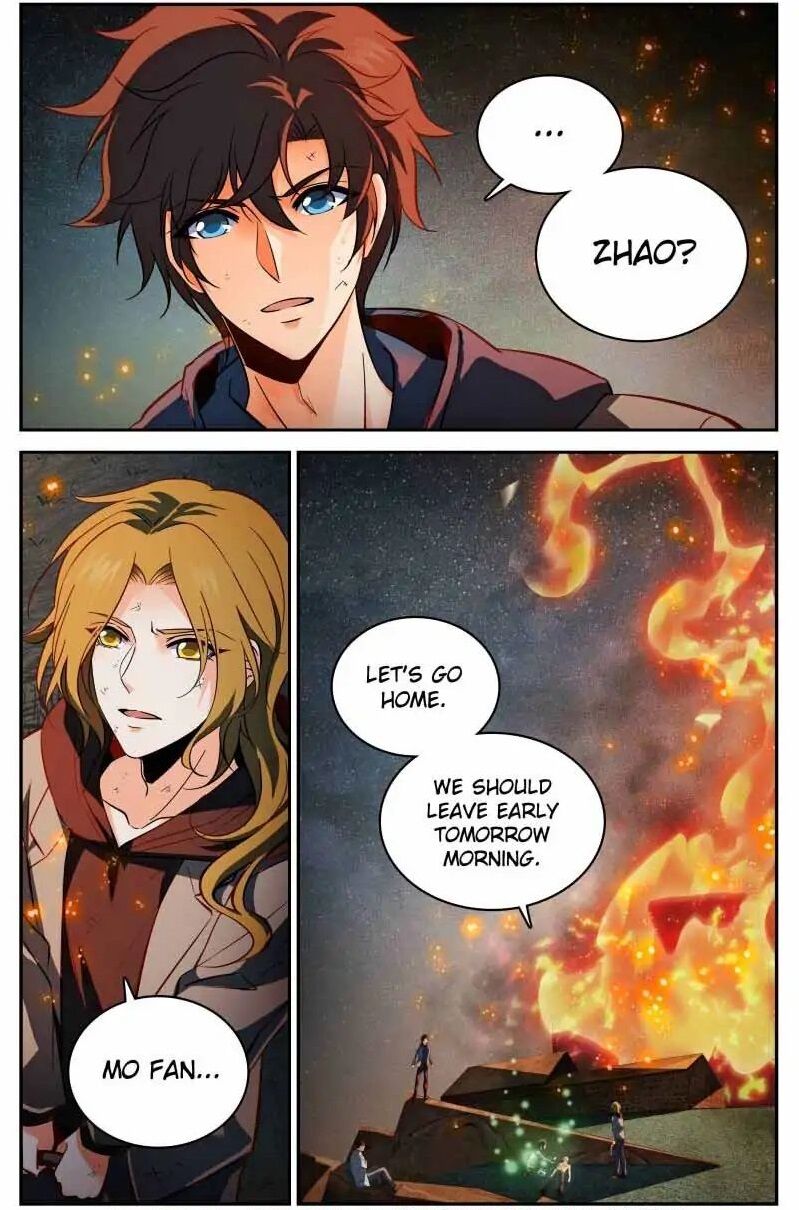 ...
ZHAO?
MO FAN...
LET'S GO
HOME.
WE SHOULD
LEAVE EARLY
TOMORROW
MORNING.